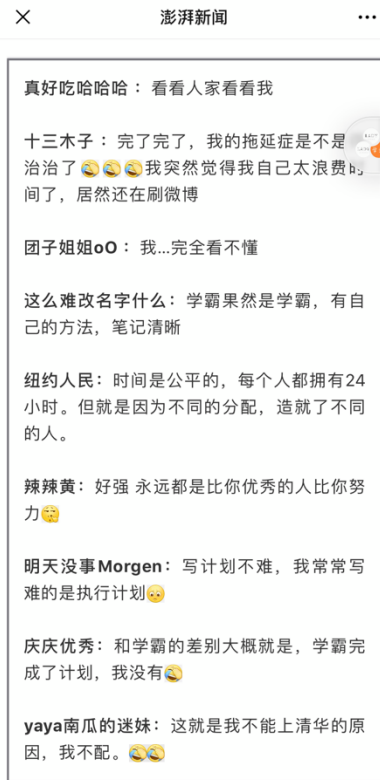 澎湃新闻
真好吃哈哈哈：看看人家看看我
十三木子：完了完了，我的拖延症是不是
治治了🤣🤣🤣我突然觉得我自己太浪费时
间了，居然还在刷微博
团子姐姐oO：我...完全看不懂
这么难改名字什么：学霸果然是学霸，有自
己的方法，笔记清晰
纽约人民：时间是公平的，每个人都拥有24
小时。但就是因为不同的分配，造就了不同
的人。
辣辣黄：好强 永远都是比你优秀的人比你努
力
明天没事Morgen：写计划不难，我常常写
难的是执行计划
庆庆优秀：和学霸的差别大概就是，学霸完
成了计划，我没有🤣
yaya南瓜的迷妹：这就是我不能上清华的原
因，我不配。🤣🤣